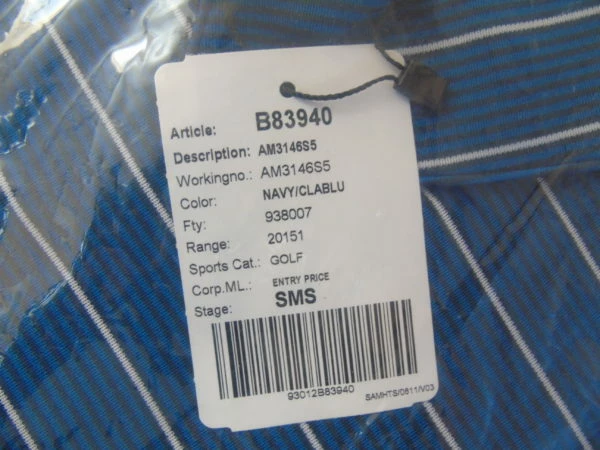 Article: B83940
Description: AM3146S5
Workingno.: AM3146S5
Color: NAVY/CLABLU
Fty: 938007
Range: 20151
Sports Cat.: GOLF
Corp.ML.: ENTRY PRICE
Stage: SMS
93012B83940
SAMHTS/0811/V03